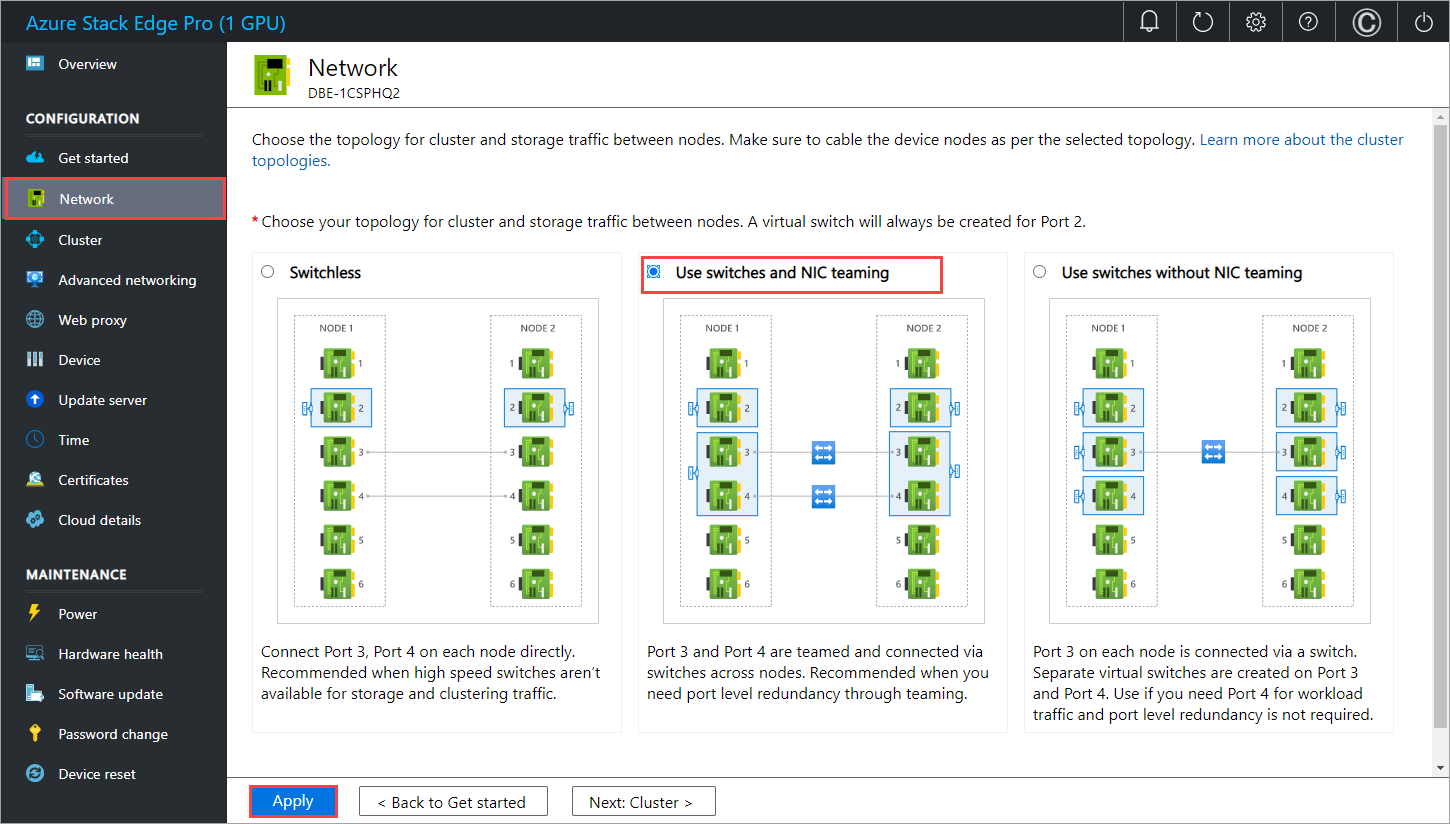 Azure Stack Edge Pro (1 GPU)
Overview
CONFIGURATION
Get started
Network
Cluster
Advanced networking
Web proxy
Device
Update server
Time
Certificates
Cloud details
MAINTENANCE
Power
Hardware health
Software update
Password change
Device reset
Network
DBE-1CSPHQ2
Choose the topology for cluster and storage traffic between nodes. Make sure to cable the device nodes as per the selected topology. Learn more about the cluster
topologies.
* Choose your topology for cluster and storage traffic between nodes. A virtual switch will always be created for Port 2.
Switchless
NODE 1 NODE 2
1 1
2 2
3 3
4 4
5 5
6 6
Connect Port 3, Port 4 on each node directly.
Recommended when high speed switches aren't
available for storage and clustering traffic.
Use switches and NIC teaming
NODE 1 NODE 2
1 1
2 2
3 3
4 4
5 5
6 6
Port 3 and Port 4 are teamed and connected via
switches across nodes. Recommended when you
need port level redundancy through teaming.
Use switches without NIC teaming
NODE 1 NODE 2
1 1
2 2
3 3
4 4
5 5
6 6
Port 3 on each node is connected via a switch.
Separate virtual switches are created on Port 3
and Port 4. Use if you need Port 4 for workload
traffic and port level redundancy is not required.
Apply
< Back to Get started
Next: Cluster >